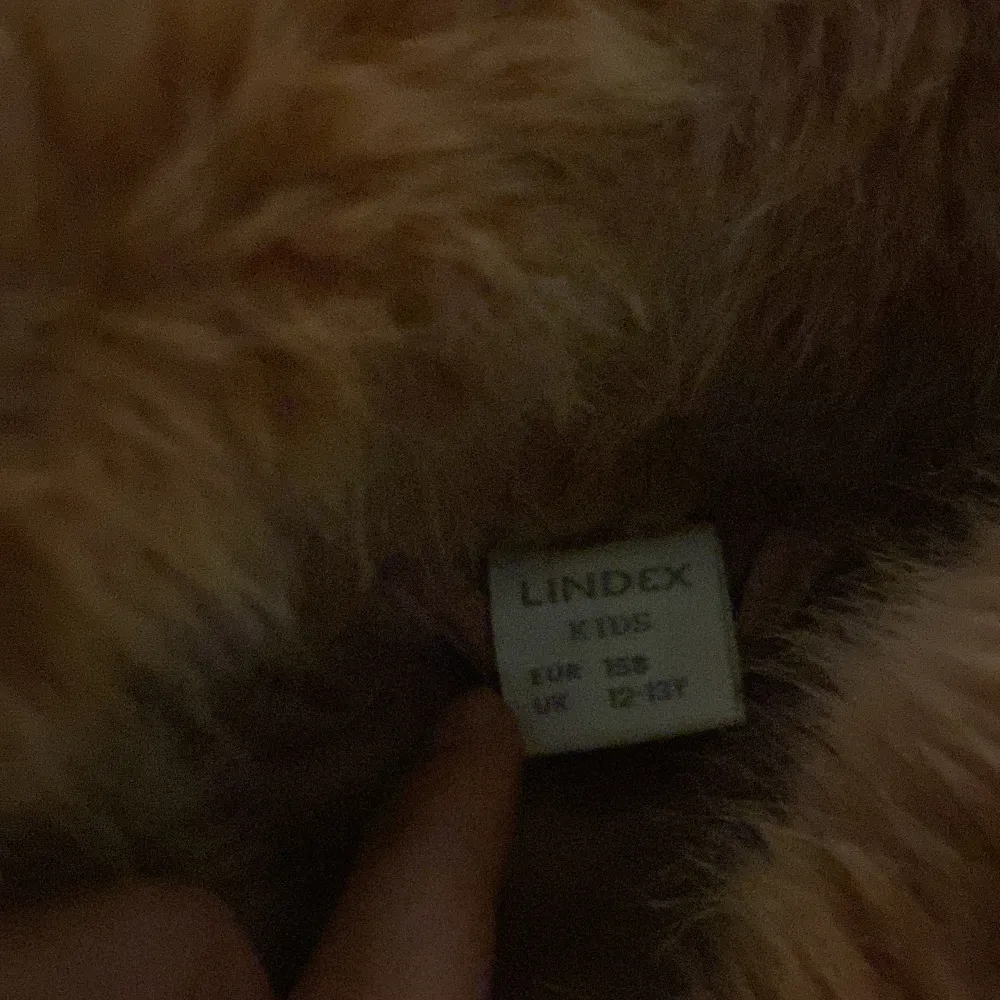 LINDEX
KIDS
EUR 158
UK 12-13Y